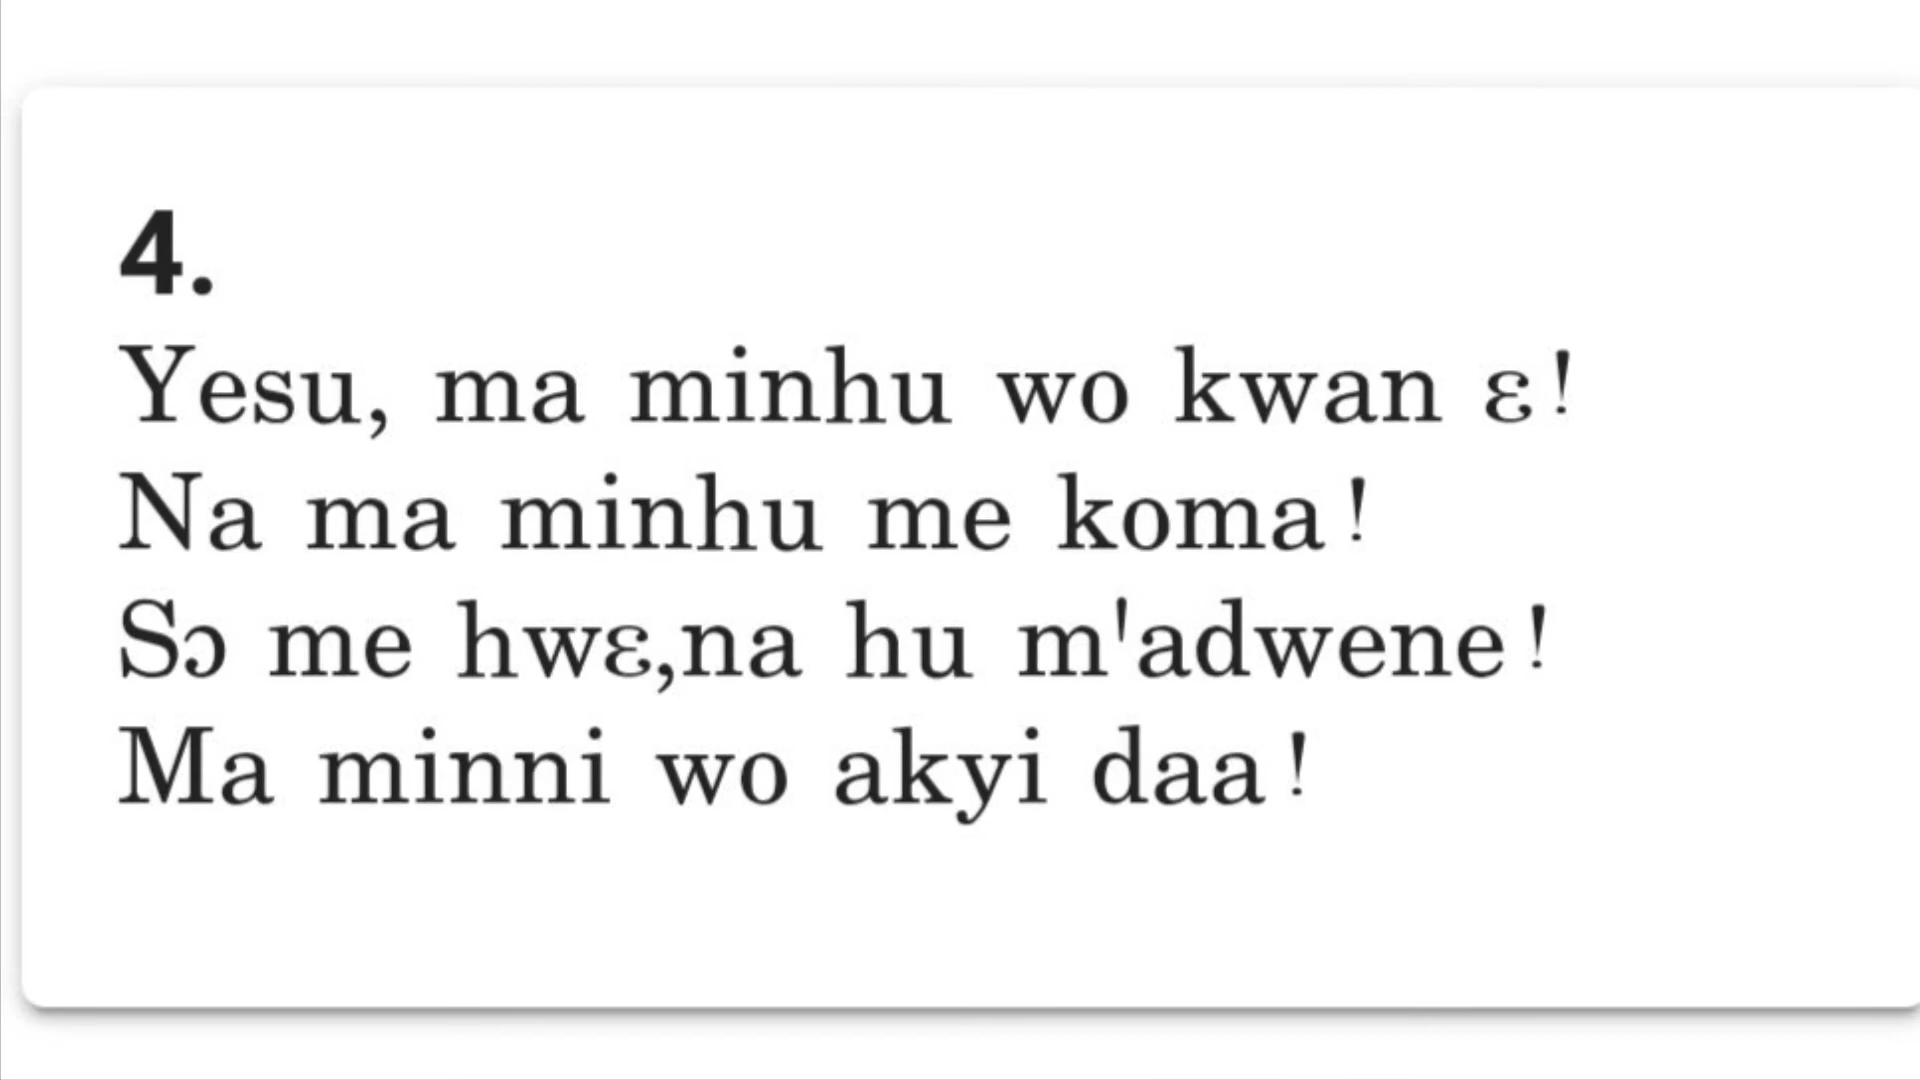 4.
Yesu, ma minhu wo kwan ɛ!
Na ma minhu me koma!
Sɔ me hwɛ,na hu m'adwene!
Ma minni wo akyi daa!